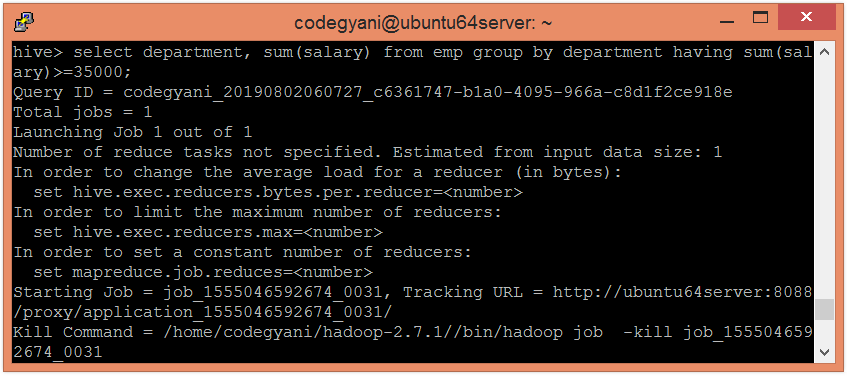 codegyani@ubuntu64server: ~
hive> select department, sum(salary) from emp group by department having sum(sal
ary)>=35000;
Query ID = codegyani_20190802060727_c6361747-b1a0-4095-966a-c8d1f2ce918e
Total jobs = 1
Launching Job 1 out of 1
Number of reduce tasks not specified. Estimated from input data size: 1
In order to change the average load for a reducer (in bytes):
  set hive.exec.reducers.bytes.per.reducer=<number>
In order to limit the maximum number of reducers:
  set hive.exec.reducers.max=<number>
In order to set a constant number of reducers:
  set mapreduce.job.reduces=<number>
Starting Job = job_1555046592674_0031, Tracking URL = http://ubuntu64server:8088
/proxy/application_1555046592674_0031/
Kill Command = /home/codegyani/hadoop-2.7.1//bin/hadoop job  -kill job_155504659
2674_0031